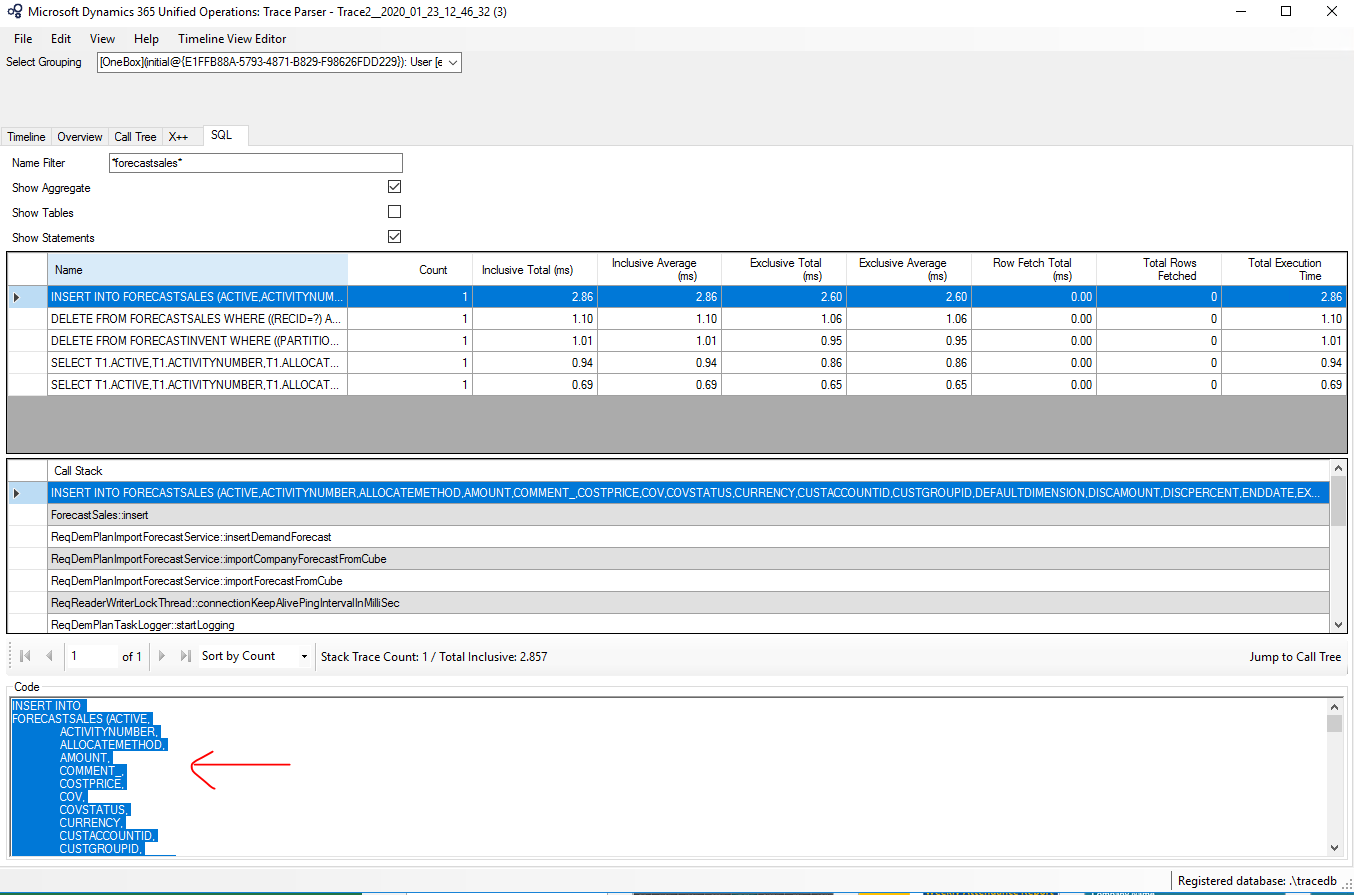 Microsoft Dynamics 365 Unified Operations: Trace Parser - Trace2__2020_01_23_12_46_32 (3)
File Edit View Help Timeline View Editor
Select Grouping [OneBox](initial@{E1FFB88A-5793-4871-B829-F98626FDD229}): User [e
Timeline Overview Call Tree X++ SQL
Name Filter *forecastsales*
Show Aggregate
Show Tables
Show Statements
Name Count Inclusive Total (ms) Inclusive Average (ms) Exclusive Total (ms) Exclusive Average (ms) Row Fetch Total (ms) Total Rows Fetched Total Execution Time
INSERT INTO FORECASTSALES (ACTIVE,ACTIVITYNUM... 1 2.86 2.86 2.60 2.60 0.00 0 2.86
DELETE FROM FORECASTSALES WHERE ((RECID=?) A... 1 1.10 1.10 1.06 1.06 0.00 0 1.10
DELETE FROM FORECASTINVENT WHERE ((PARTITIO... 1 1.01 1.01 0.95 0.95 0.00 0 1.01
SELECT T1.ACTIVE,T1.ACTIVITYNUMBER,T1.ALLOCAT... 1 0.94 0.94 0.86 0.86 0.00 0 0.94
SELECT T1.ACTIVE,T1.ACTIVITYNUMBER,T1.ALLOCAT... 1 0.69 0.69 0.65 0.65 0.00 0 0.69
Call Stack
INSERT INTO FORECASTSALES (ACTIVE,ACTIVITYNUMBER,ALLOCATEMETHOD,AMOUNT,COMMENT_,COSTPRICE,COV,COVSTATUS,CURRENCY,CUSTACCOUNTID,CUSTGROUPID,DEFAULTDIMENSION,DISCAMOUNT,DISCPERCENT,ENDDATE,EX...
ForecastSales::insert
ReqDemPlanImportForecastService::insertDemandForecast
ReqDemPlanImportForecastService::importCompanyForecastFromCube
ReqDemPlanImportForecastService::importForecastFromCube
ReqReaderWriterLockThread::connectionKeepAlivePingIntervalInMilliSec
ReqDemPlanTaskLogger::startLogging
1 of 1 Sort by Count Stack Trace Count: 1 / Total Inclusive: 2.857 Jump to Call Tree
Code
INSERT INTO
FORECASTSALES (ACTIVE,
ACTIVITYNUMBER,
ALLOCATEMETHOD,
AMOUNT,
COMMENT_,
COSTPRICE,
COV,
COVSTATUS,
CURRENCY,
CUSTACCOUNTID,
CUSTGROUPID,
Registered database: .\tracedb